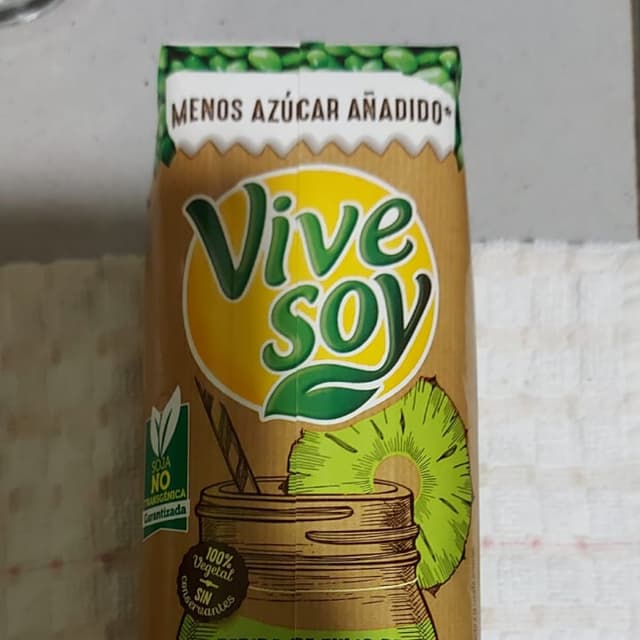 MENOS AZÚCAR AÑADIDO*
Vive
soy
SOJA
NO
TRANSGÉNICA
Garantizada
100%
Vegetal
SIN
conservantes